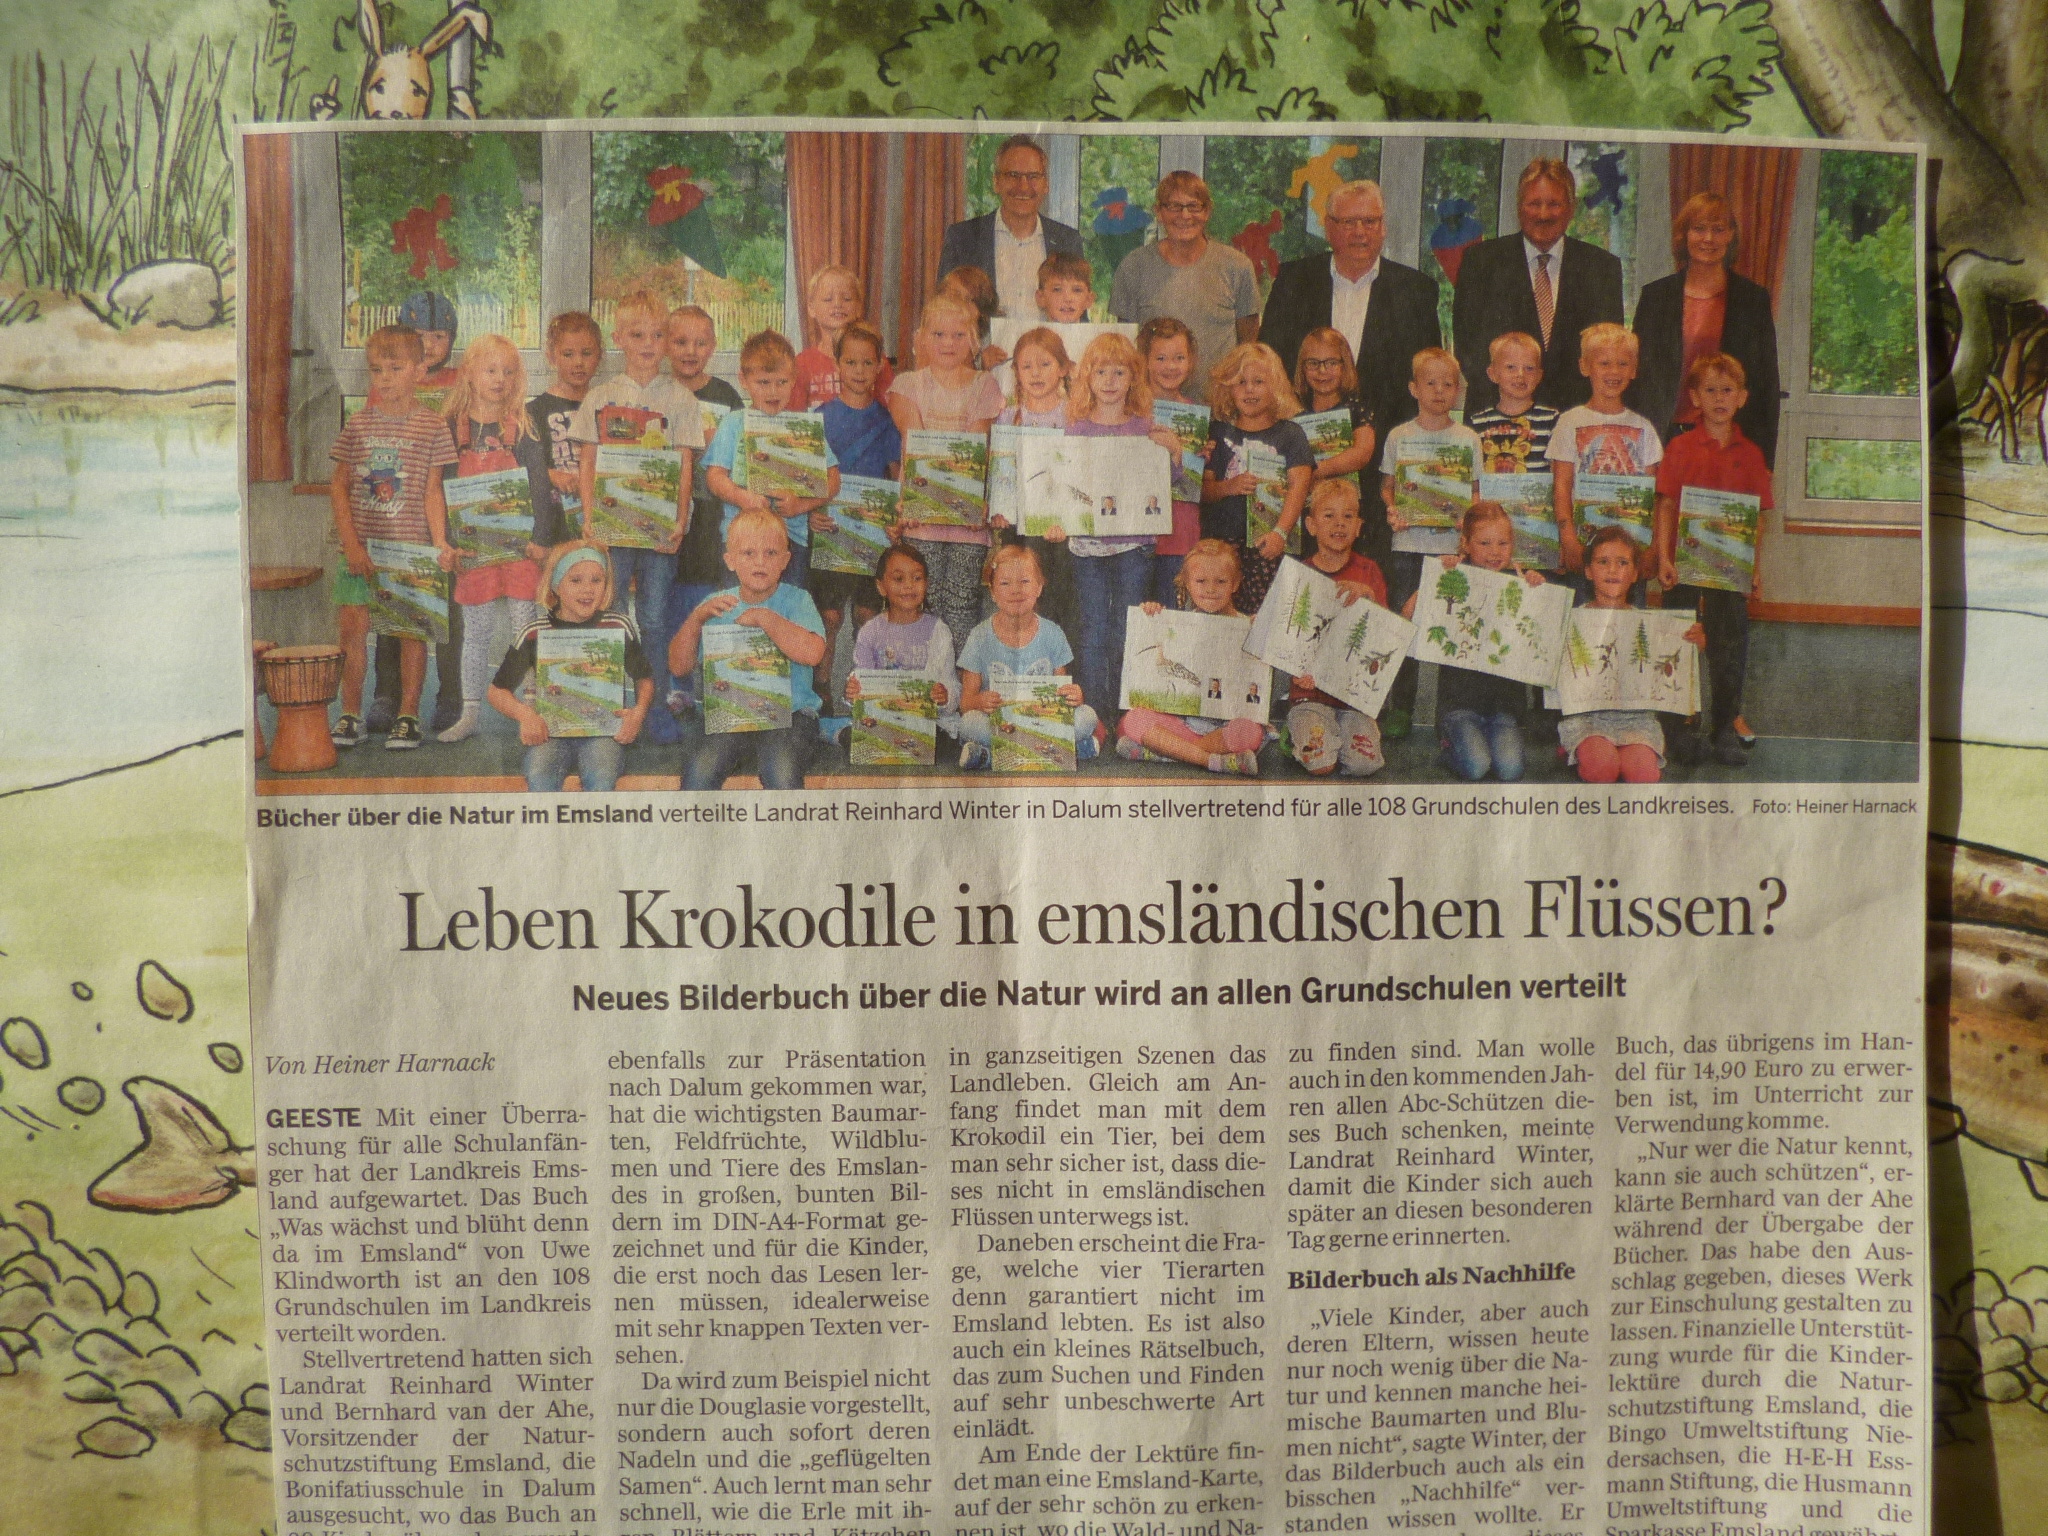 Bücher über die Natur im Emsland verteilte Landrat Reinhard Winter in Dalum stellvertretend für alle 108 Grundschulen des Landkreises. Foto: Heiner Harnack
Leben Krokodile in emsländischen Flüssen?
Neues Bilderbuch über die Natur wird an allen Grundschulen verteilt
Von Heiner Harnack
GEESTE Mit einer Überra-
schung für alle Schulanfän-
ger hat der Landkreis Ems-
land aufgewartet. Das Buch
„Was wächst und blüht denn
da im Emsland“ von Uwe
Klindworth ist an den 108
Grundschulen im Landkreis
verteilt worden.
Stellvertretend hatten sich
Landrat Reinhard Winter
und Bernhard van der Ahe,
Vorsitzender der Natur-
schutzstiftung Emsland, die
Bonifatiusschule in Dalum
ausgesucht, wo das Buch an
ebenfalls zur Präsentation
nach Dalum gekommen war,
hat die wichtigsten Baumar-
ten, Feldfrüchte, Wildblu-
men und Tiere des Emslan-
des in großen, bunten Bil-
dern im DIN-A4-Format ge-
zeichnet und für die Kinder,
die erst noch das Lesen ler-
nen müssen, idealerweise
mit sehr knappen Texten ver-
sehen.
Da wird zum Beispiel nicht
nur die Douglasie vorgestellt,
sondern auch sofort deren
Nadeln und die „geflügelten
Samen“. Auch lernt man sehr
schnell, wie die Erle mit ih-
ren Blättern und Kätzchen
in ganzseitigen Szenen das
Landleben. Gleich am An-
fang findet man mit dem
Krokodil ein Tier, bei dem
man sehr sicher ist, dass die-
ses nicht in emsländischen
Flüssen unterwegs ist.
Daneben erscheint die Fra-
ge, welche vier Tierarten
denn garantiert nicht im
Emsland lebten. Es ist also
auch ein kleines Rätselbuch,
das zum Suchen und Finden
auf sehr unbeschwerte Art
einlädt.
Am Ende der Lektüre fin-
det man eine Emsland-Karte,
auf der sehr schön zu erken-
nen ist, wo die Wald- und Na-
zu finden sind. Man wolle
auch in den kommenden Jah-
ren allen Abc-Schützen die-
ses Buch schenken, meinte
Landrat Reinhard Winter,
damit die Kinder sich auch
später an diesen besonderen
Tag gerne erinnerten.
Bilderbuch als Nachhilfe
„Viele Kinder, aber auch
deren Eltern, wissen heute
nur noch wenig über die Na-
tur und kennen manche hei-
mische Baumarten und Blu-
men nicht“, sagte Winter, der
das Bilderbuch auch als ein
bisschen „Nachhilfe“ ver-
standen wissen wollte. Er
Buch, das übrigens im Han-
del für 14,90 Euro zu erwer-
ben ist, im Unterricht zur
Verwendung komme.
„Nur wer die Natur kennt,
kann sie auch schützen“, er-
klärte Bernhard van der Ahe
während der Übergabe der
Bücher. Das habe den Aus-
schlag gegeben, dieses Werk
zur Einschulung gestalten zu
lassen. Finanzielle Unterstüt-
zung wurde für die Kinder-
lektüre durch die Natur-
schutzstiftung Emsland, die
Bingo Umweltstiftung Nie-
dersachsen, die H-E-H Ess-
mann Stiftung, die Husmann
Umweltstiftung und die
Sparkasse Emsland gewährt